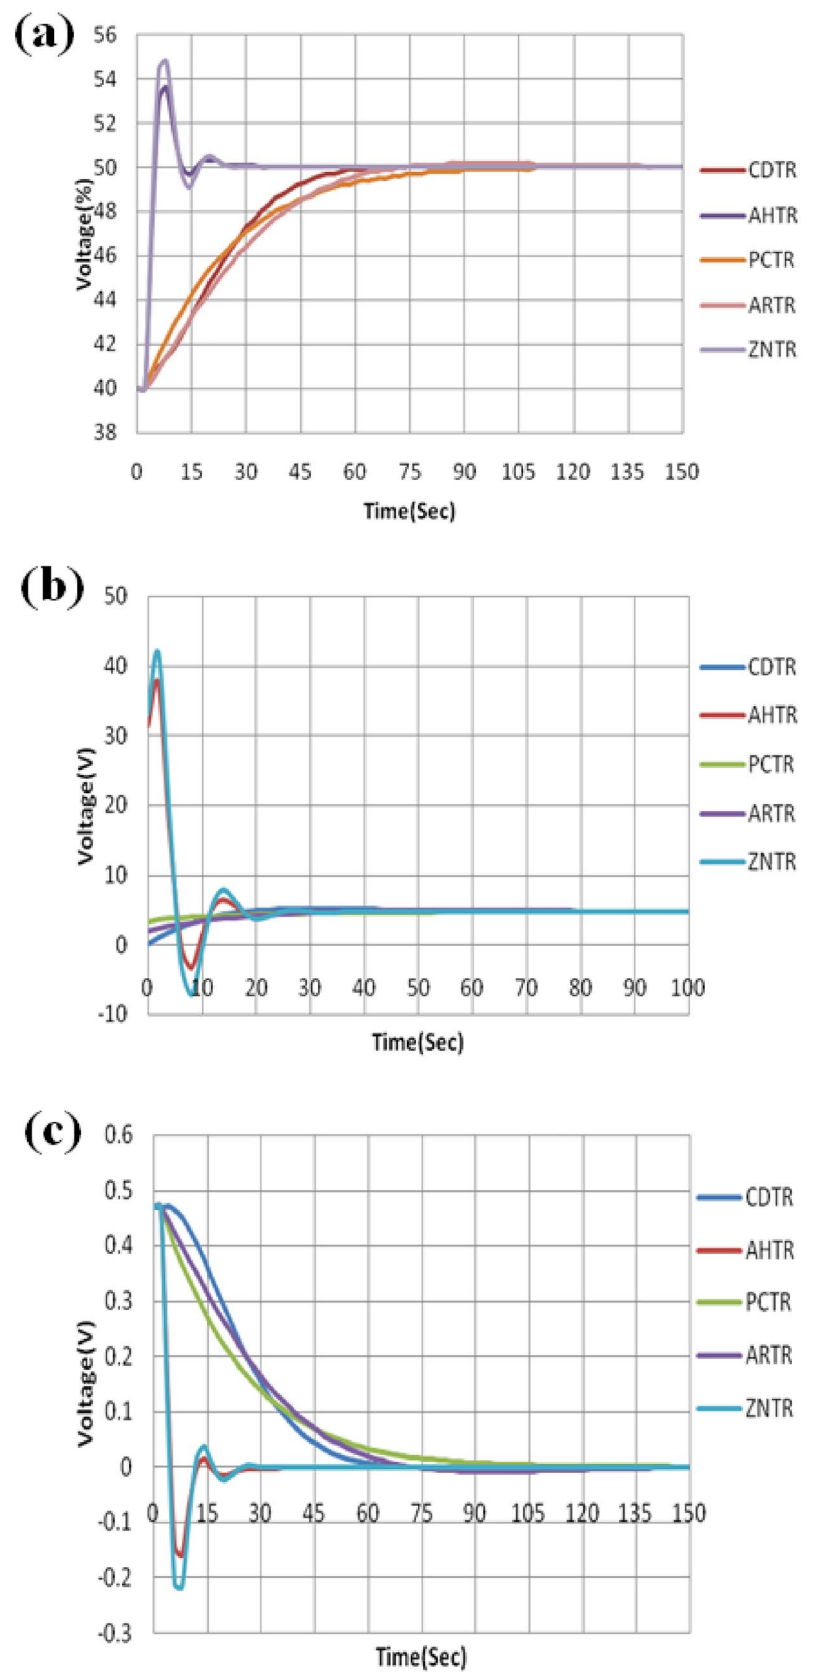 (a)
56
54
52
50
48
46
44
42
40
38
Voltage(%)
0 15 30 45 60 75 90 105 120 135 150
Time(Sec)
CDTR
AHTR
PCTR
ARTR
ZNTR
(b)
50
40
30
20
10
0
-10
Voltage(V)
0 10 20 30 40 50 60 70 80 90 100
Time(Sec)
CDTR
AHTR
PCTR
ARTR
ZNTR
(c)
0.6
0.5
0.4
0.3
0.2
0.1
0
-0.1
-0.2
-0.3
Voltage(V)
0 15 30 45 60 75 90 105 120 135 150
Time(Sec)
CDTR
AHTR
PCTR
ARTR
ZNTR